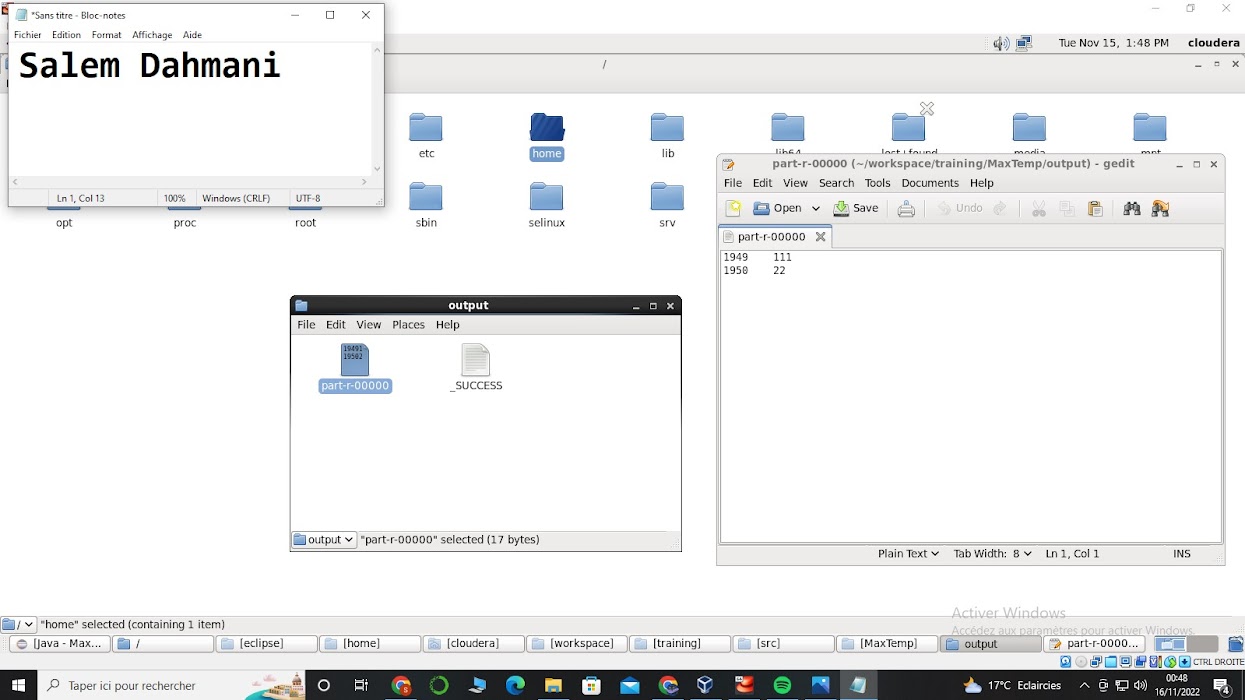 *Sans titre - Bloc-notes
Fichier Edition Format Affichage Aide
Salem Dahmani
Ln 1, Col 13 100% Windows (CRLF) UTF-8
Tue Nov 15, 1:48 PM cloudera
/
etc home lib lib64 lost+found media mnt
opt proc root sbin selinux srv
part-r-00000 (~/workspace/training/MaxTemp/output) - gedit
File Edit View Search Tools Documents Help
Open Save Undo
part-r-00000
1949 111
1950 22
Plain Text Tab Width: 8 Ln 1, Col 1 INS
output
File Edit View Places Help
19491
19502
part-r-00000 _SUCCESS
output "part-r-00000" selected (17 bytes)
Activer Windows
Accédez aux paramètres pour activer Windows.
/ "home" selected (containing 1 item)
[Java - Max... / [eclipse] [home] [cloudera] [workspace] [training] [src] [MaxTemp] output part-r-0000...
CTRL DROITE
Taper ici pour rechercher
17°C Eclaircies
00:48
16/11/2022
4